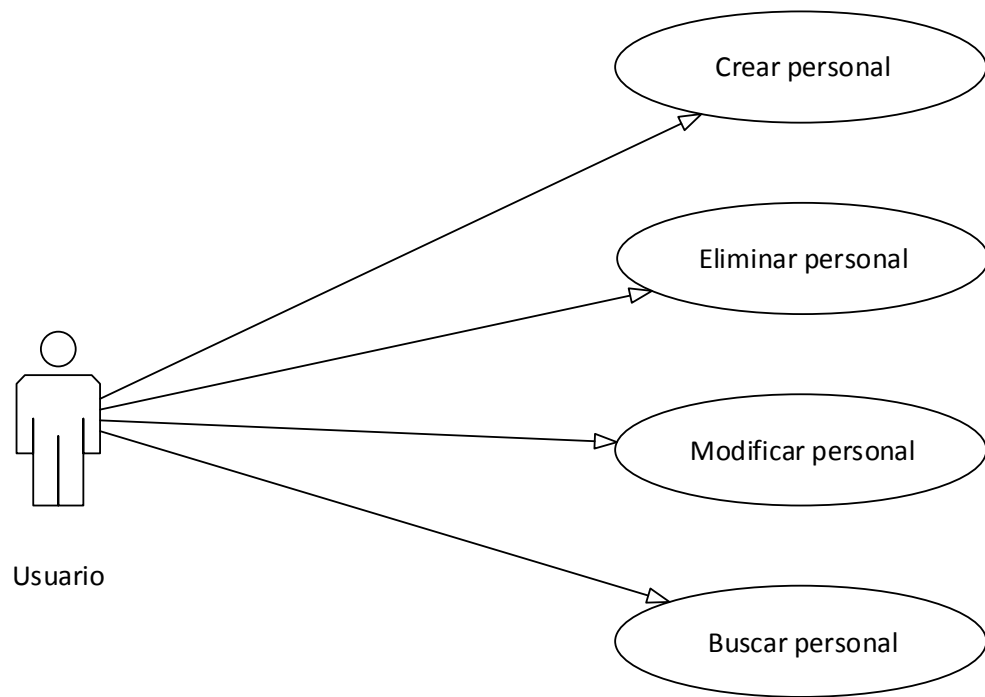 Crear personal
Eliminar personal
Modificar personal
Usuario
Buscar personal